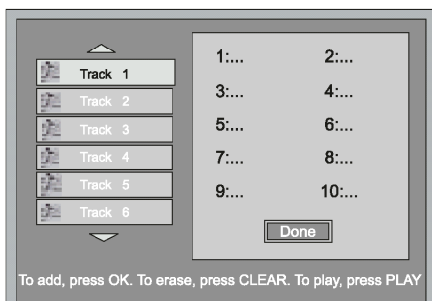 Track 1
Track 2
Track 3
Track 4
Track 5
Track 6
1:... 2:...
3:... 4:...
5:... 6:...
7:... 8:...
9:... 10:...
Done
To add, press OK. To erase, press CLEAR. To play, press PLAY